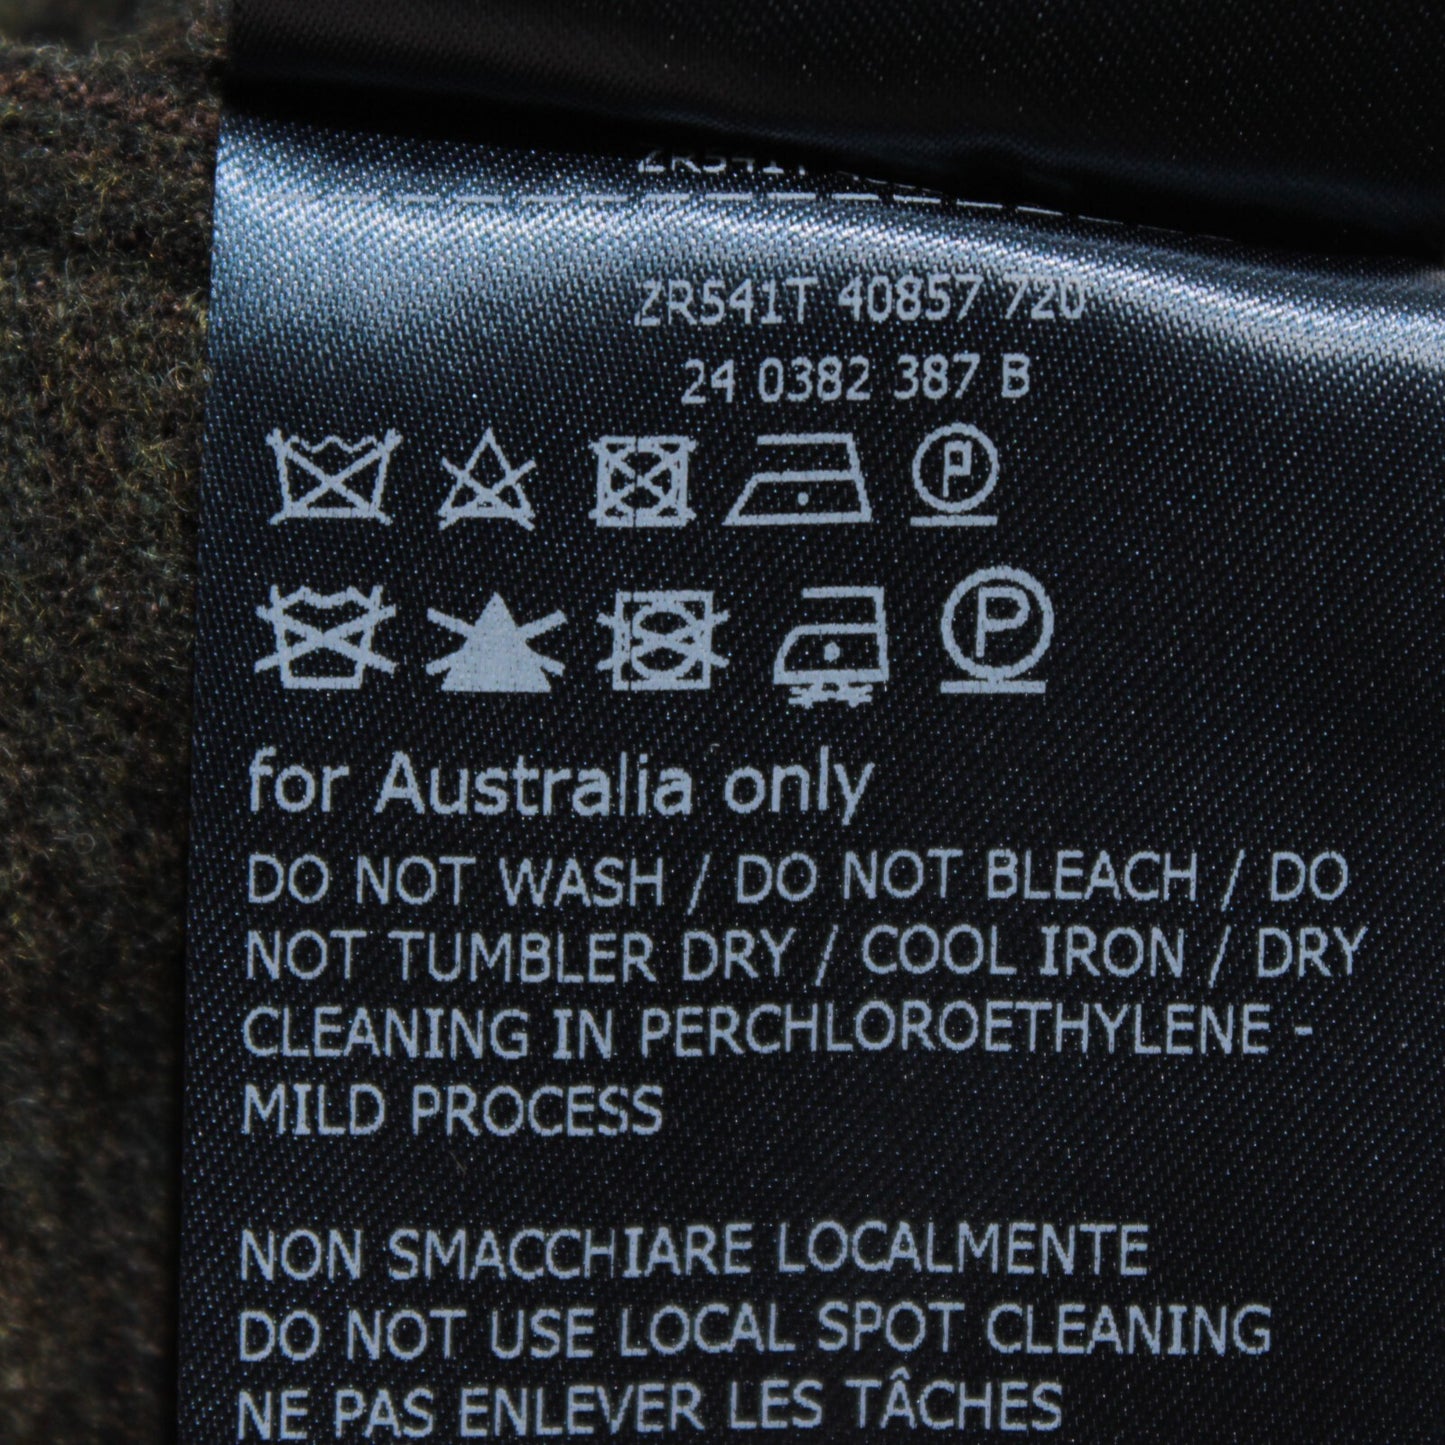 ZR541T
ZR541T 40857 720
24 0382 387 B
P
P
for Australia only
DO NOT WASH / DO NOT BLEACH / DO
NOT TUMBLER DRY / COOL IRON / DRY
CLEANING IN PERCHLOROETHYLENE -
MILD PROCESS
NON SMACCHIARE LOCALMENTE
DO NOT USE LOCAL SPOT CLEANING
NE PAS ENLEVER LES TÂCHES